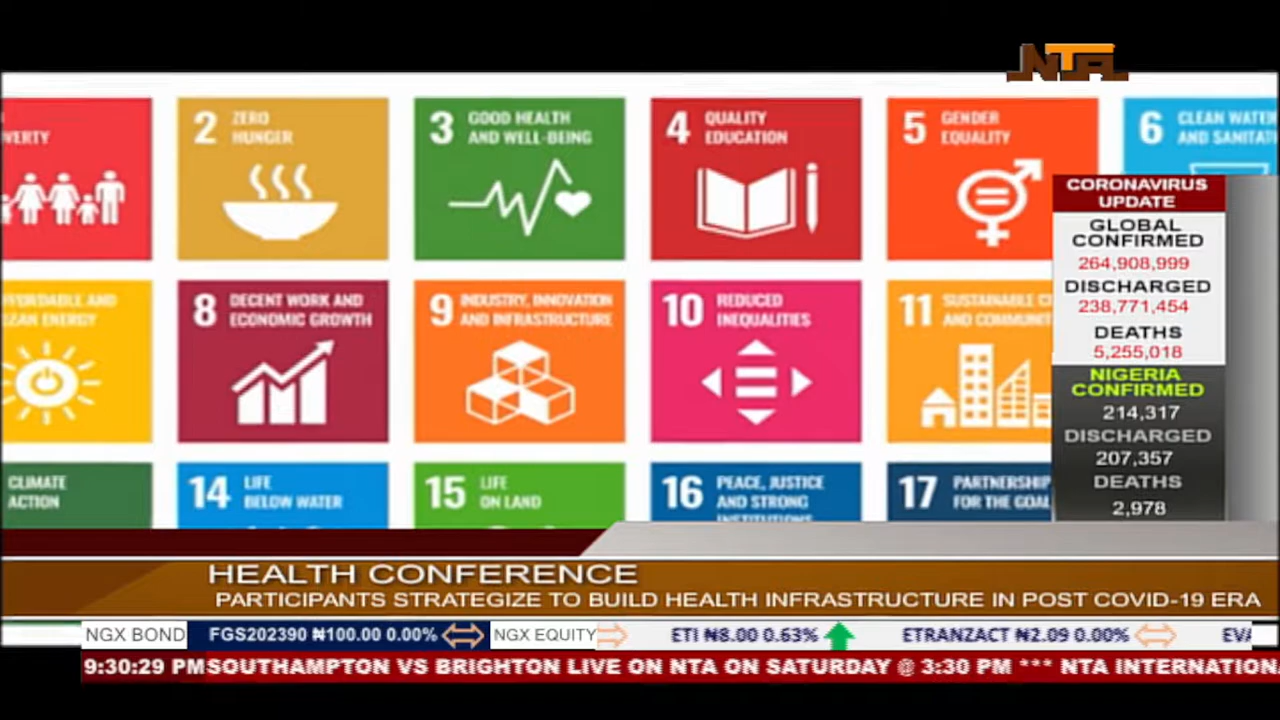 NTA
VERTY
2 ZERO
HUNGER
3 GOOD HEALTH
AND WELL-BEING
4 QUALITY
EDUCATION
5 GENDER
EQUALITY
6 CLEAN WATER
AND SANITAT
FORDABLE AND
EAN ENERGY
8 DECENT WORK AND
ECONOMIC GROWTH
9 INDUSTRY, INNOVATION
AND INFRASTRUCTURE
10 REDUCED
INEQUALITIES
11 SUSTAINABLE CI
AND COMMUNIT
CLIMATE
ACTION
14 LIFE
BELOW WATER
15 LIFE
ON LAND
16 PEACE, JUSTICE
AND STRONG
INSTITUTIONS
17 PARTNERSHIP
FOR THE GOAL
CORONAVIRUS
UPDATE
GLOBAL
CONFIRMED
264,908,999
DISCHARGED
238,771,454
DEATHS
5,255,018
NIGERIA
CONFIRMED
214,317
DISCHARGED
207,357
DEATHS
2,978
HEALTH CONFERENCE
PARTICIPANTS STRATEGIZE TO BUILD HEALTH INFRASTRUCTURE IN POST COVID-19 ERA
NGX BOND FGS202390 ₦100.00 0.00% NGX EQUITY ETI ₦8.00 0.63% ETRANZACT ₦2.09 0.00% EVA
9:30:29 PM SOUTHAMPTON VS BRIGHTON LIVE ON NTA ON SATURDAY @ 3:30 PM *** NTA INTERNATIONA